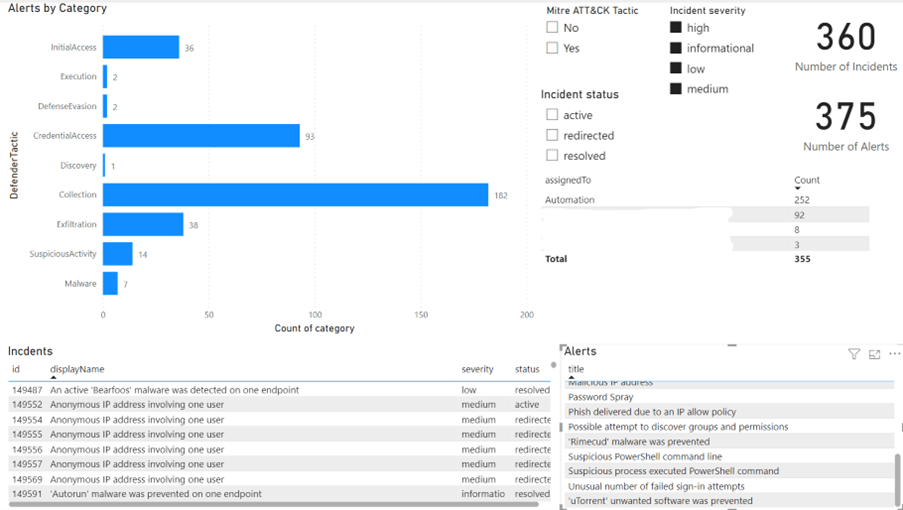 Alerts by Category
DefenderTactic
InitialAccess 36
Execution 2
DefenseEvasion 2
CredentialAccess 93
Discovery 1
Collection 182
Exfiltration 38
SuspiciousActivity 14
Malware 7
0 50 100 150 200
Count of category
Mitre ATT&CK Tactic
No
Yes
Incident status
active
redirected
resolved
Incident severity
high
informational
low
medium
360
Number of Incidents
375
Number of Alerts
assignedTo Count
Automation 252
92
8
3
Total 355
Incdents
id displayName severity status
149487 An active 'Bearfoos' malware was detected on one endpoint low resolved
149552 Anonymous IP address involving one user medium active
149554 Anonymous IP address involving one user medium redirecte
149555 Anonymous IP address involving one user medium redirecte
149556 Anonymous IP address involving one user medium redirecte
149557 Anonymous IP address involving one user medium redirecte
149569 Anonymous IP address involving one user medium redirecte
149591 'Autorun' malware was prevented on one endpoint informatio resolved
Alerts
title
Malicious IP address
Password Spray
Phish delivered due to an IP allow policy
Possible attempt to discover groups and permissions
'Rimecud' malware was prevented
Suspicious PowerShell command line
Suspicious process executed PowerShell command
Unusual number of failed sign-in attempts
'uTorrent' unwanted software was prevented